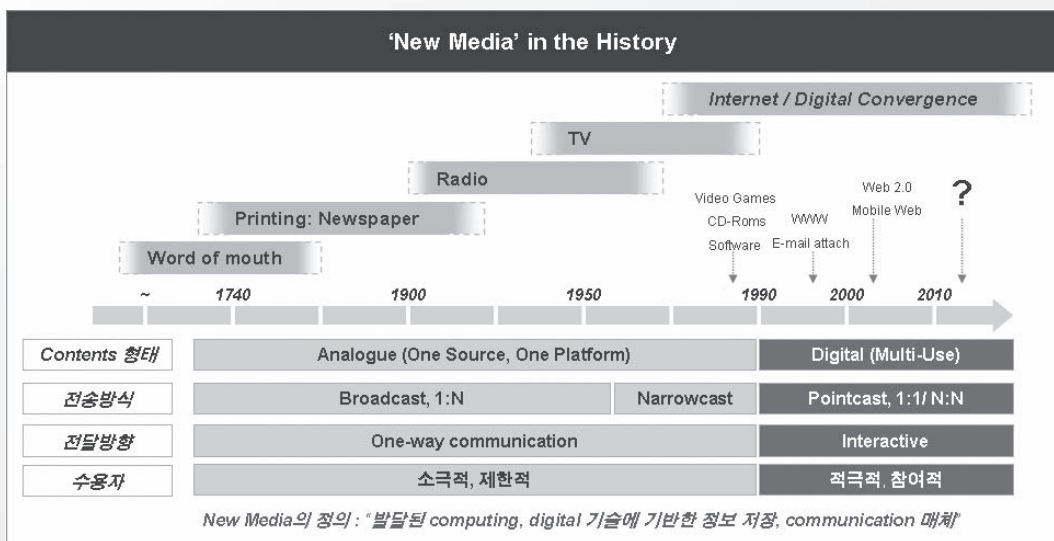 'New Media' in the History
Internet / Digital Convergence
TV
Radio
Printing: Newspaper
Word of mouth
Video Games
CD-Roms
Software
WWW
E-mail attach
Web 2.0
Mobile Web
?
~ 1740 1900 1950 1990 2000 2010
Contents 형태 Analogue (One Source, One Platform) Digital (Multi-Use)
전송방식 Broadcast, 1:N Narrowcast Pointcast, 1:1/ N:N
전달방향 One-way communication Interactive
수용자 소극적, 제한적 적극적, 참여적
New Media의 정의 : "발달된 computing, digital 기술에 기반한 정보 저장, communication 매체"